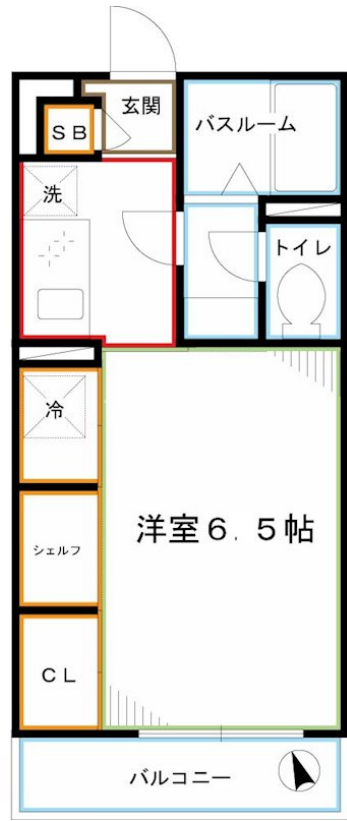 玄関
SB
バスルーム
洗
トイレ
冷
洋室6.5帖
シェルフ
CL
バルコニー